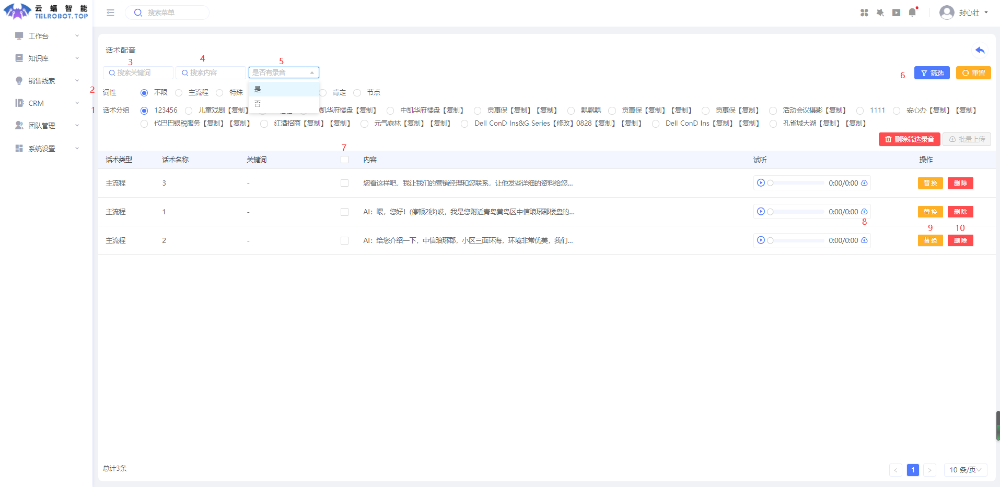 云蝠智能
TELROBOT.TOP
搜索菜单
封心壮
工作台
知识库
销售线索
CRM
团队管理
系统设置
话术配音
3
4
5
搜索关键词
搜索内容
是否有录音
6
筛选
重置
是
否
2
词性
不限
主流程
特殊
肯定
节点
1
话术分组
123456
儿童戏剧【复制】
凯华府楼盘【复制】
中凯华府楼盘【复制】
贡惠保【复制】【复制】
飘飘飘
贡惠保【复制】【复制】
贡惠保【复制】
活动会议摄影【复制】
1111
安心办【复制】【复制】
代巴巴银税服务【复制】【复制】
红酒招商【复制】【复制】
元气森林【复制】【复制】
Dell ConD Ins&G Series【修改】0828【复制】【复制】
Dell ConD Ins【复制】【复制】
孔雀城大湖【复制】【复制】
删除筛选录音
批量上传
7
话术类型 话术名称 关键词 内容 试听 操作
主流程 3 - 您看这样吧，我让我们的营销经理和您联系，让他发些详细的资料给您... 0:00/0:00 替换 删除
主流程 1 - AI：喂，您好！(停顿2秒)哎，我是您附近青岛黄岛区中信琅琊郡楼盘的... 0:00/0:00 替换 删除
8
9
10
主流程 2 - AI：给您介绍一下，中信琅琊郡，小区三面环海，环境非常优美，我们... 0:00/0:00 替换 删除
总计3条
< 1 > 10 条/页